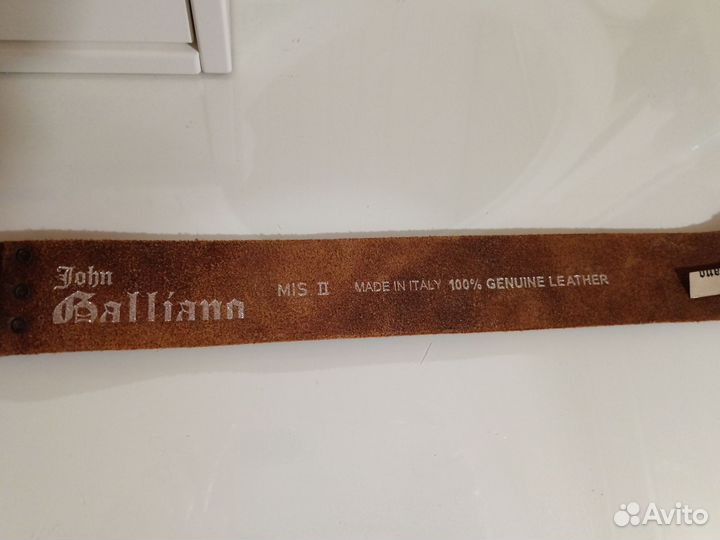 John
Galliano
MIS. II MADE IN ITALY 100% GENUINE LEATHER
Avito